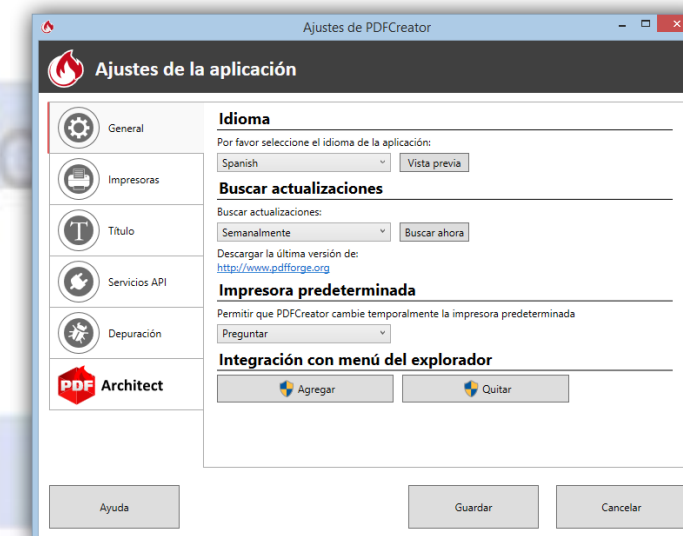 Ajustes de PDFCreator
Ajustes de la aplicación
General
Impresoras
Título
Servicios API
Depuración
PDF Architect
Idioma
Por favor seleccione el idioma de la aplicación:
Spanish
Vista previa
Buscar actualizaciones
Buscar actualizaciones:
Semanalmente
Buscar ahora
Descargar la última versión de:
http://www.pdfforge.org
Impresora predeterminada
Permitir que PDFCreator cambie temporalmente la impresora predeterminada
Preguntar
Integración con menú del explorador
Agregar
Quitar
Ayuda
Guardar
Cancelar